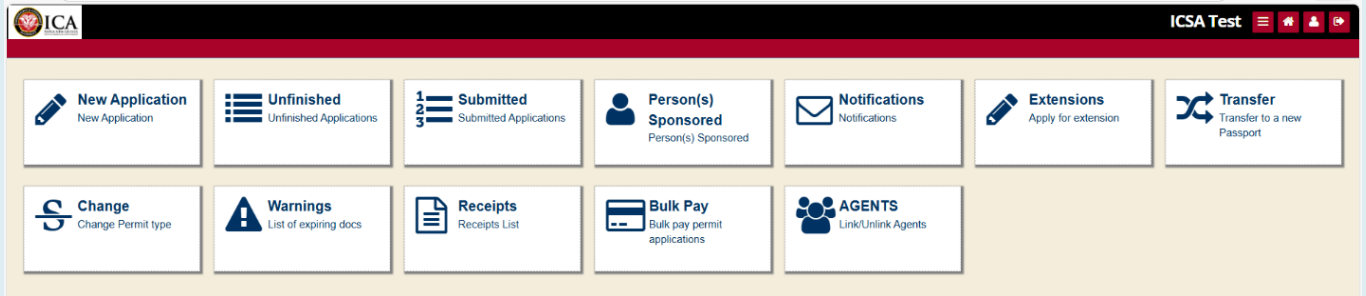 ICA
ICSA Test
New Application
New Application
Unfinished
Unfinished Applications
1
2
3
Submitted
Submitted Applications
Person(s)
Sponsored
Person(s) Sponsored
Notifications
Notifications
Extensions
Apply for extension
Transfer
Transfer to a new
Passport
Change
Change Permit type
Warnings
List of expiring docs
Receipts
Receipts List
Bulk Pay
Bulk pay permit
applications
AGENTS
Link/Unlink Agents